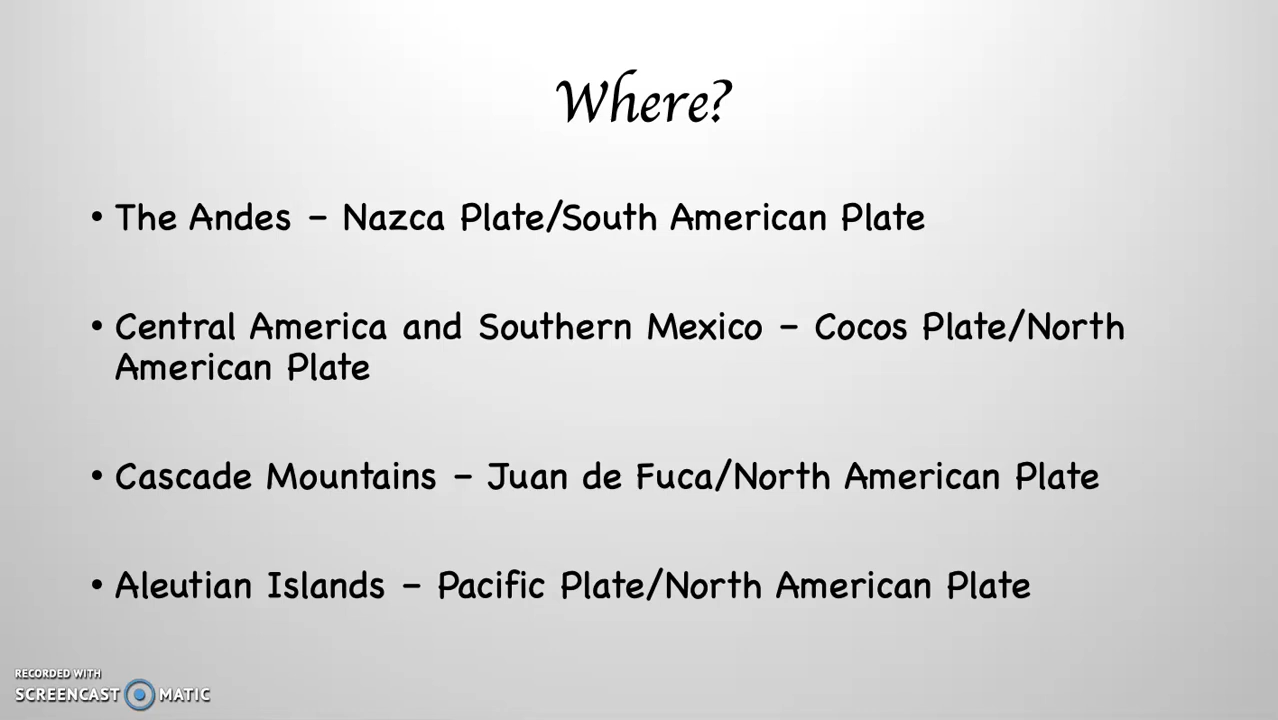 Where?
• The Andes – Nazca Plate/South American Plate
• Central America and Southern Mexico – Cocos Plate/North
American Plate
• Cascade Mountains – Juan de Fuca/North American Plate
• Aleutian Islands – Pacific Plate/North American Plate
RECORDED WITH
SCREENCAST MATIC